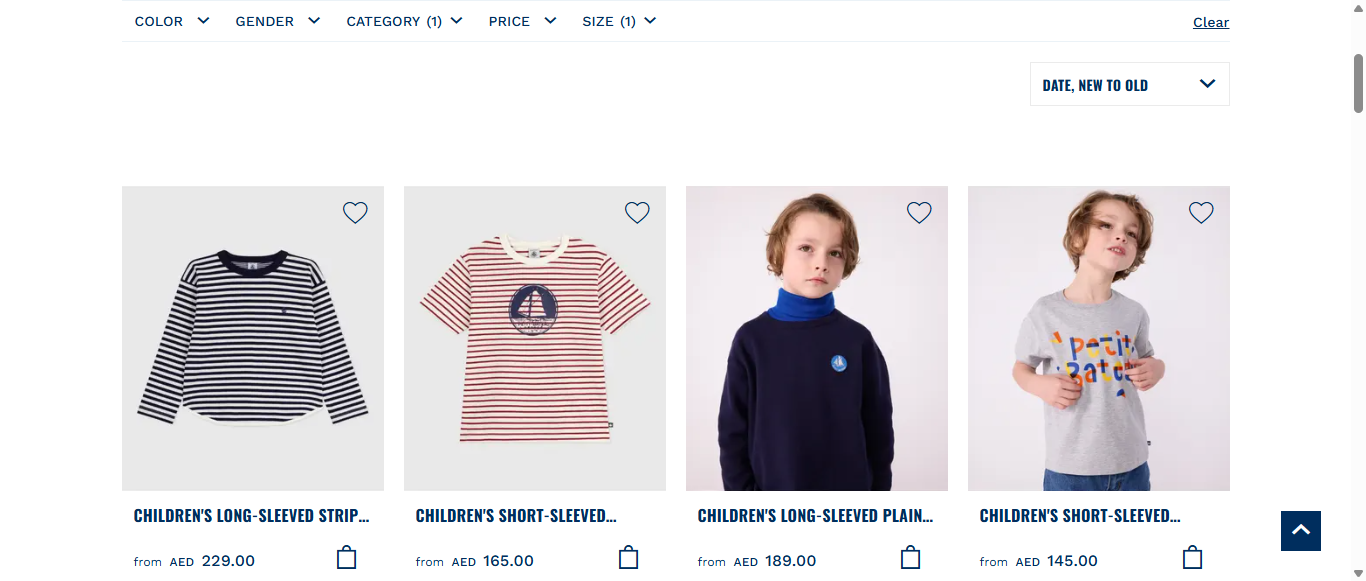 COLOR GENDER CATEGORY (1) PRICE SIZE (1) Clear
DATE, NEW TO OLD
Petit
Bateau
CHILDREN'S LONG-SLEEVED STRIP... CHILDREN'S SHORT-SLEEVED... CHILDREN'S LONG-SLEEVED PLAIN... CHILDREN'S SHORT-SLEEVED...
from AED 229.00 from AED 165.00 from AED 189.00 from AED 145.00